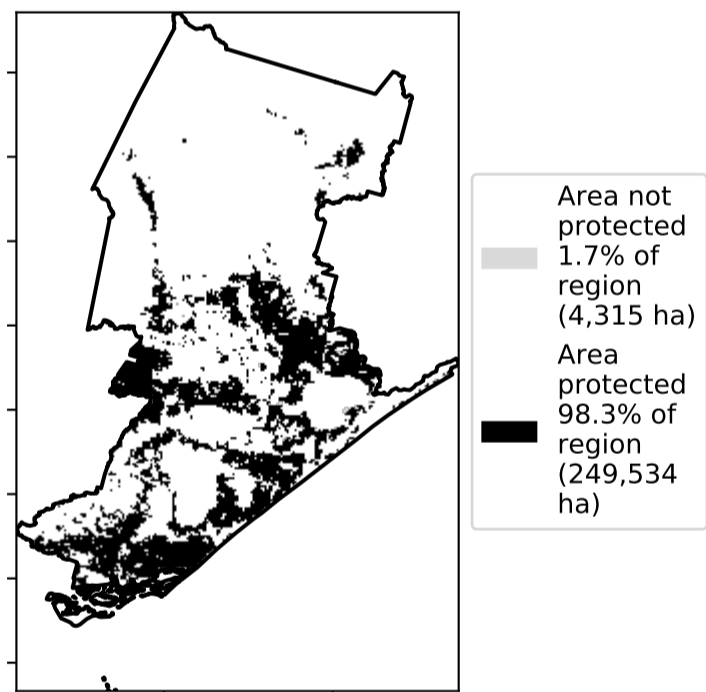 Area not
protected
1.7% of
region
(4,315 ha)
Area
protected
98.3% of
region
(249,534
ha)